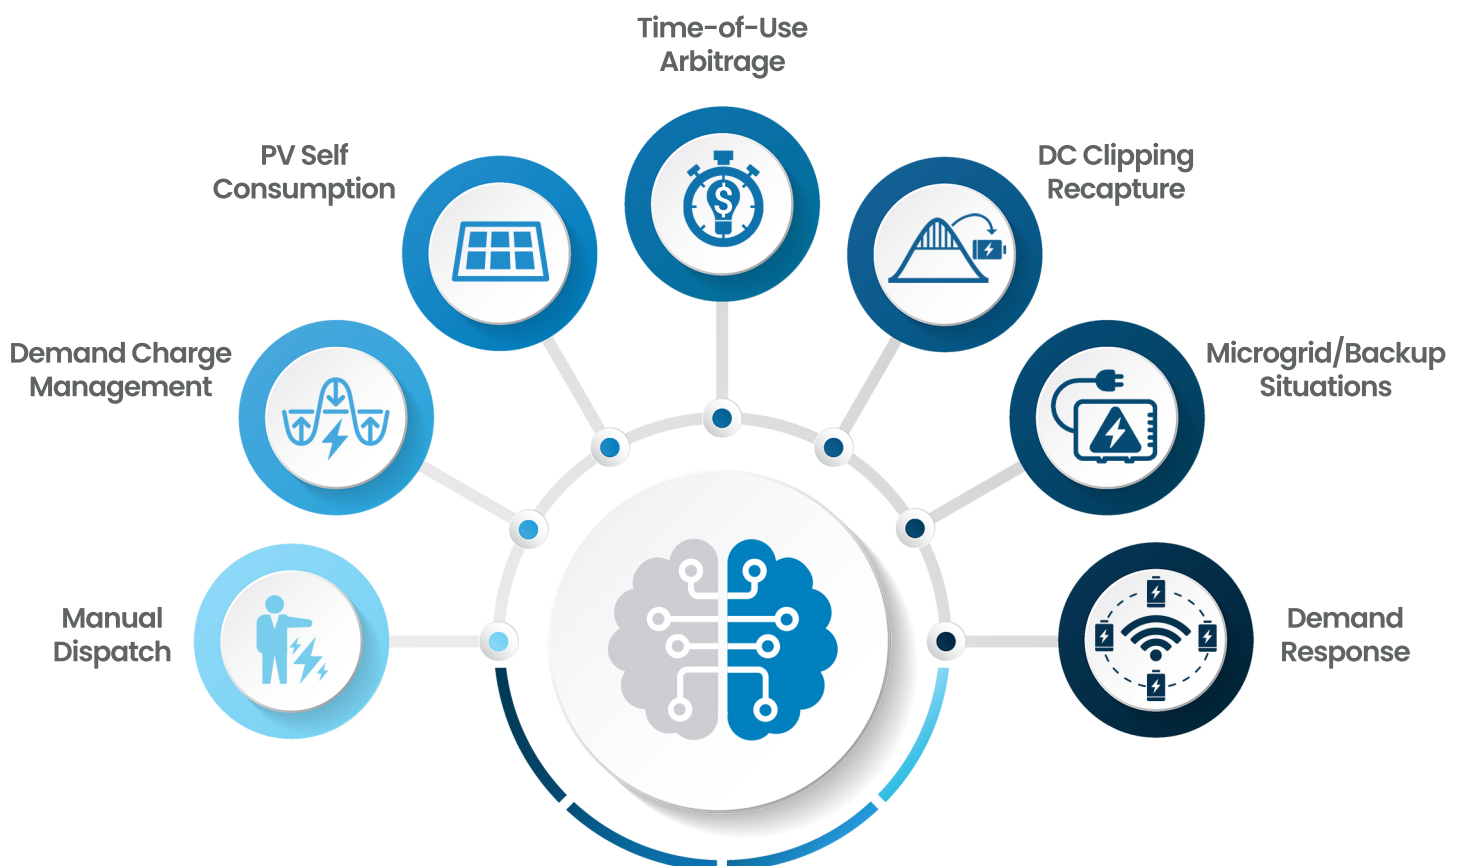 Time-of-Use
Arbitrage
PV Self
Consumption
DC Clipping
Recapture
Demand Charge
Management
Microgrid/Backup
Situations
Manual
Dispatch
Demand
Response
$